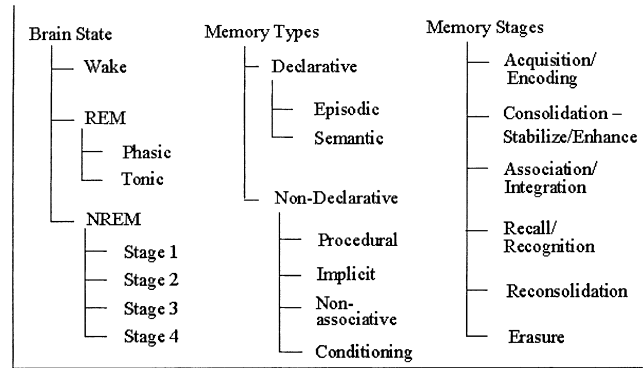 Brain State
Wake
REM
Phasic
Tonic
NREM
Stage 1
Stage 2
Stage 3
Stage 4
Memory Types
Declarative
Episodic
Semantic
Non-Declarative
Procedural
Implicit
Non-
associative
Conditioning
Memory Stages
Acquisition/
Encoding
Consolidation –
Stabilize/Enhance
Association/
Integration
Recall/
Recognition
Reconsolidation
Erasure